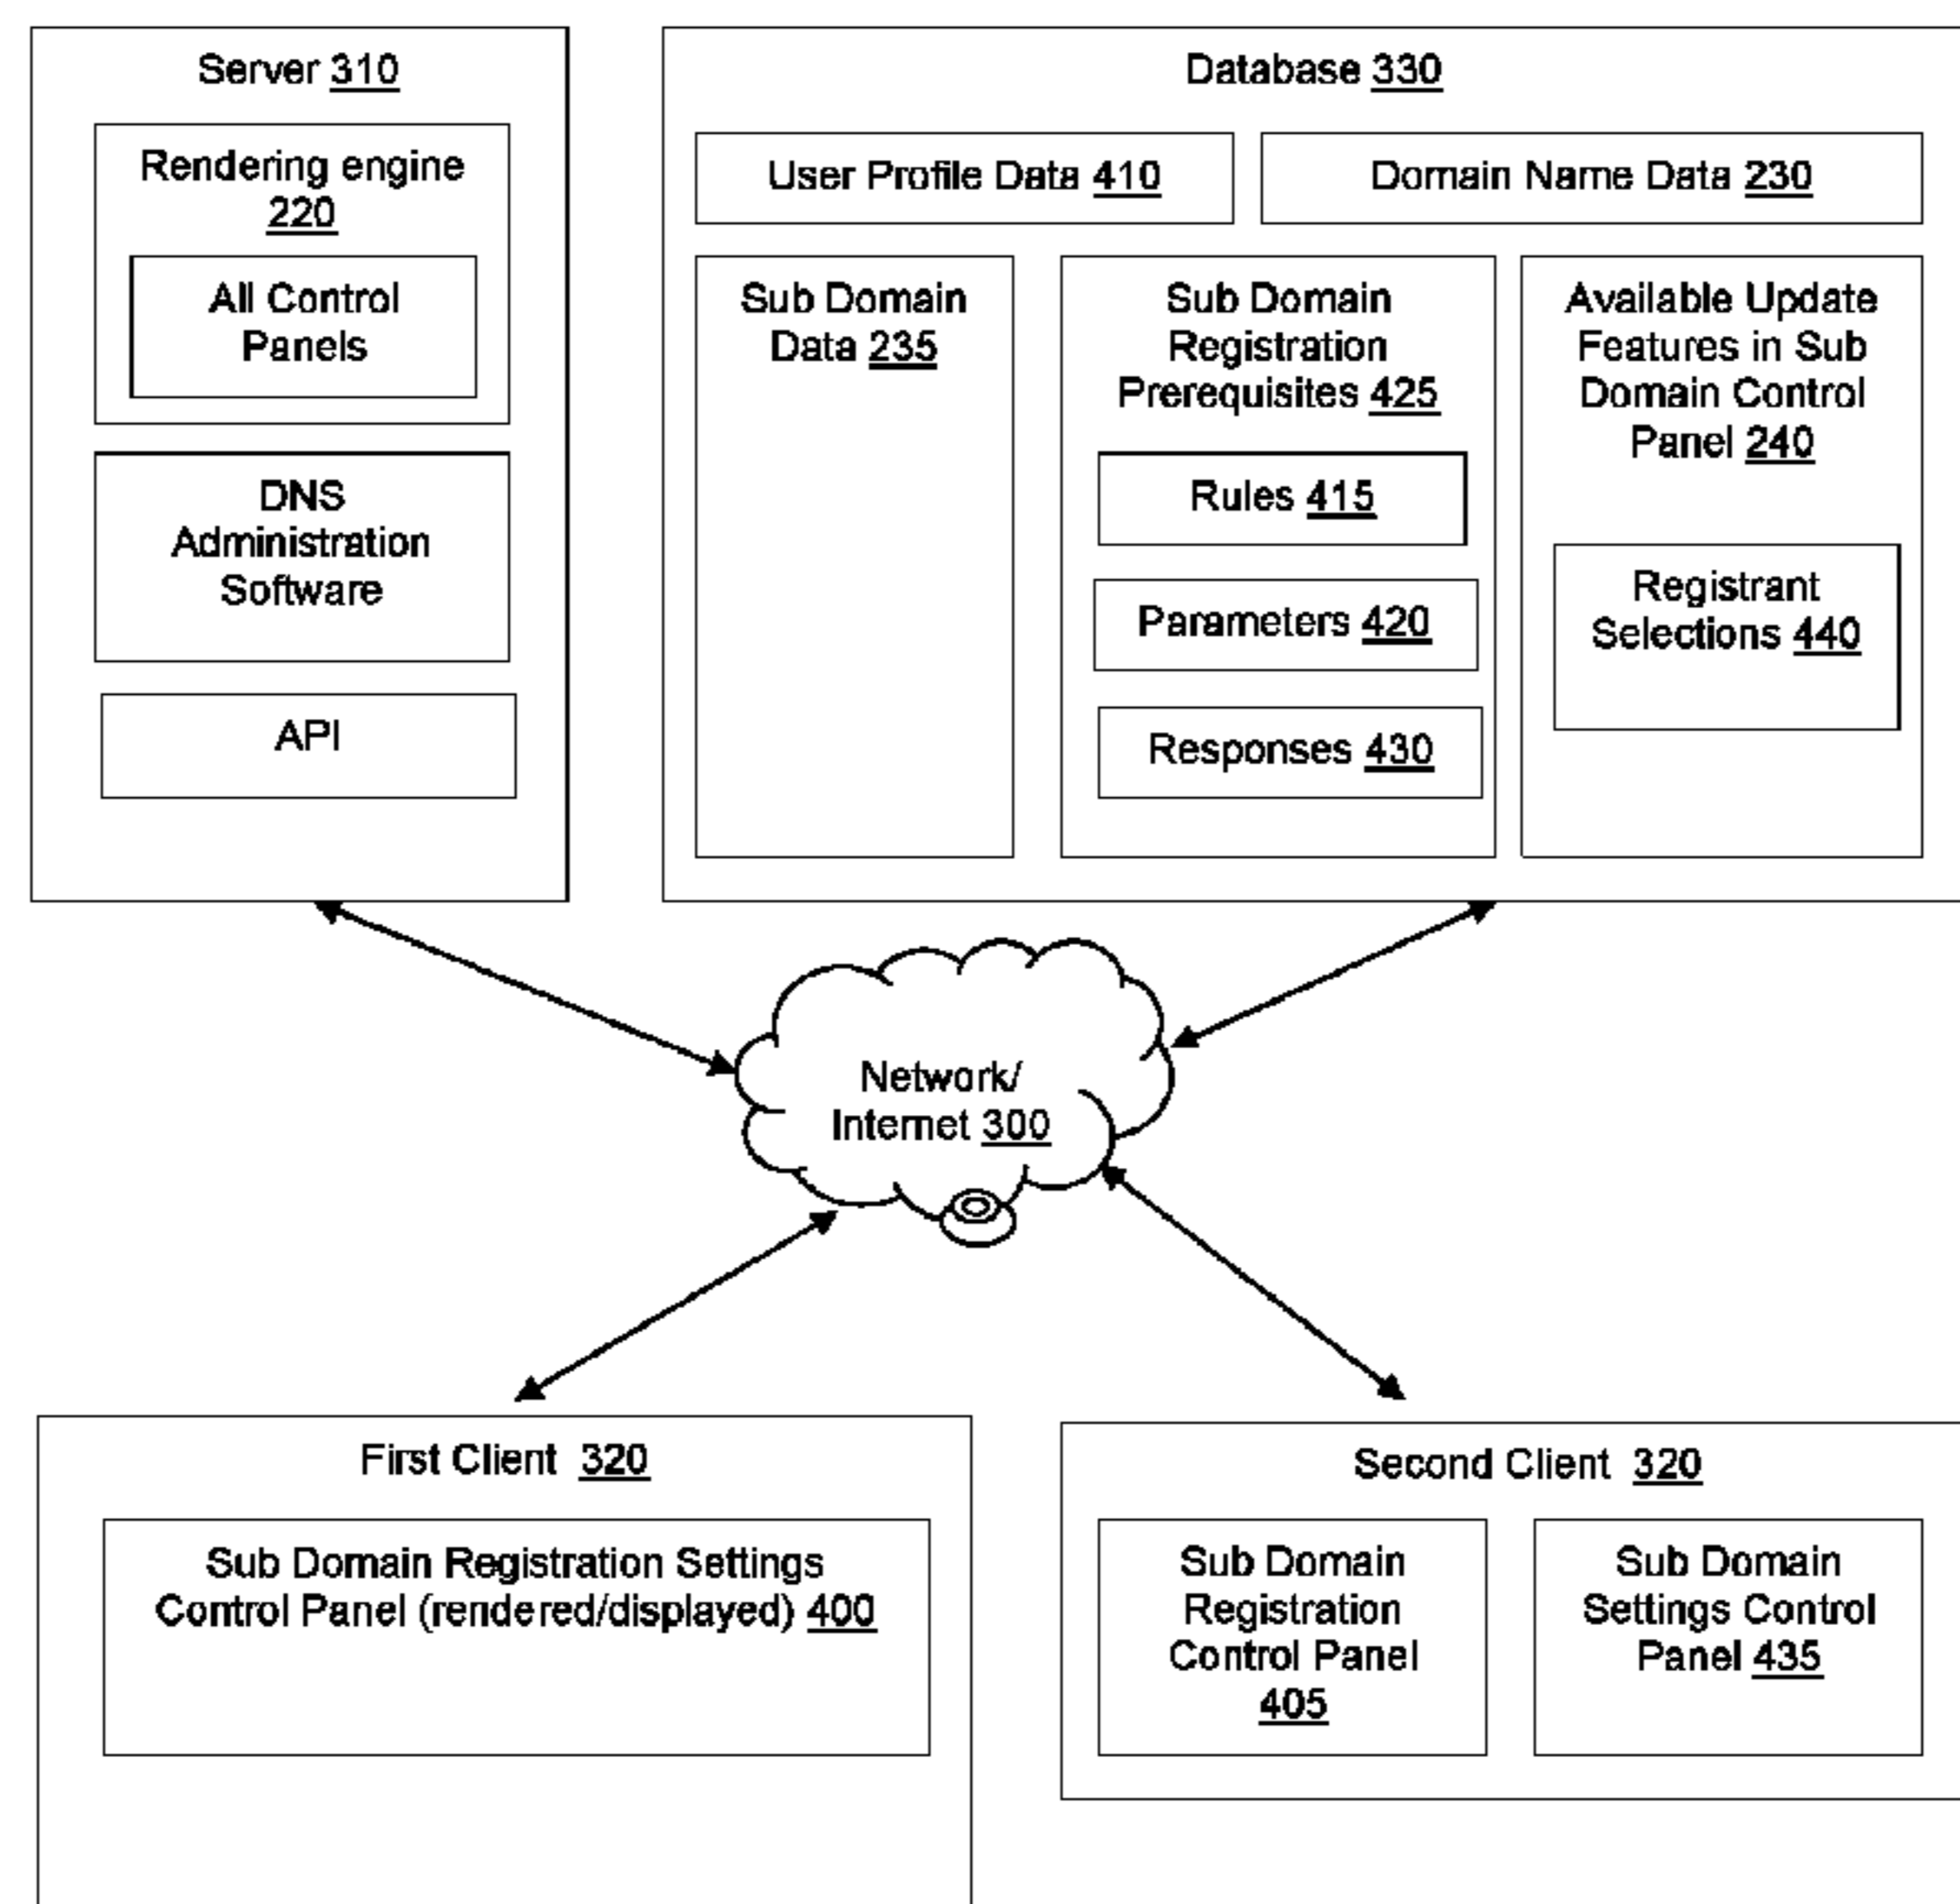 Server 310
Rendering engine
220
All Control
Panels
DNS
Administration
Software
API
Database 330
User Profile Data 410
Domain Name Data 230
Sub Domain
Data 235
Sub Domain
Registration
Prerequisites 425
Rules 415
Parameters 420
Responses 430
Available Update
Features in Sub
Domain Control
Panel 240
Registrant
Selections 440
Network/
Internet 300
First Client 320
Sub Domain Registration Settings
Control Panel (rendered/displayed) 400
Second Client 320
Sub Domain
Registration
Control Panel
405
Sub Domain
Settings Control
Panel 435